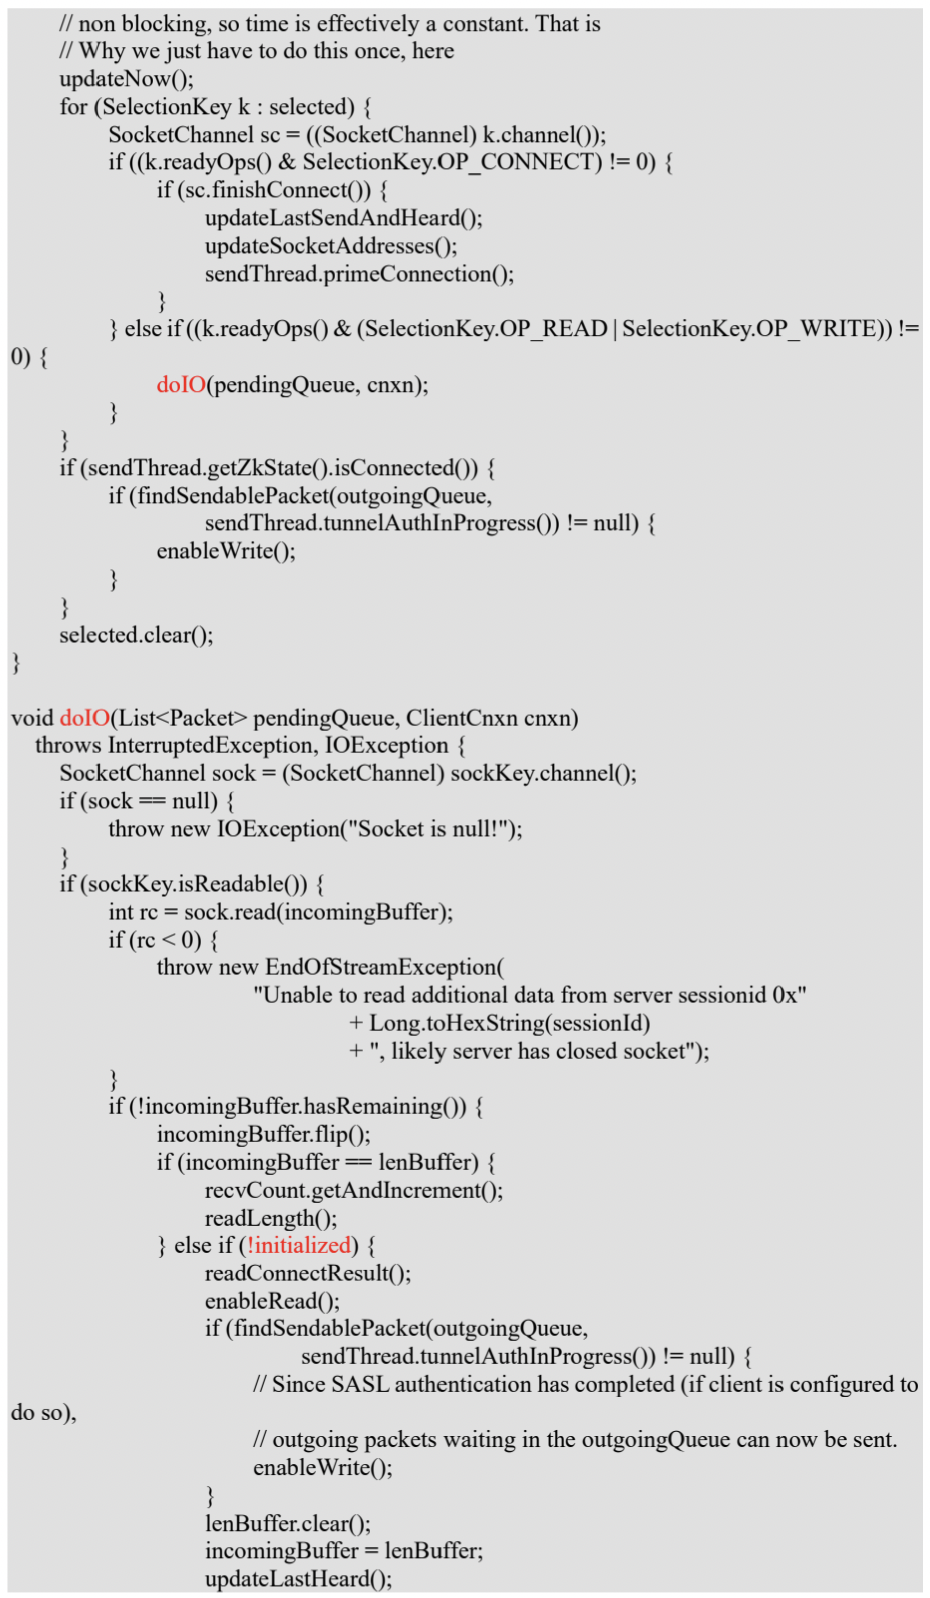 // non blocking, so time is effectively a constant. That is
// Why we just have to do this once, here
updateNow();
for (SelectionKey k : selected) {
SocketChannel sc = ((SocketChannel) k.channel());
if ((k.readyOps() & SelectionKey.OP_CONNECT) != 0) {
if (sc.finishConnect()) {
updateLastSendAndHeard();
updateSocketAddresses();
sendThread.primeConnection();
}
} else if ((k.readyOps() & (SelectionKey.OP_READ | SelectionKey.OP_WRITE)) !=
0) {
doIO(pendingQueue, cnxn);
}
}
if (sendThread.getZkState().isConnected()) {
if (findSendablePacket(outgoingQueue,
sendThread.tunnelAuthInProgress()) != null) {
enableWrite();
}
}
selected.clear();
}
void doIO(List<Packet> pendingQueue, ClientCnxn cnxn)
throws InterruptedException, IOException {
SocketChannel sock = (SocketChannel) sockKey.channel();
if (sock == null) {
throw new IOException("Socket is null!");
}
if (sockKey.isReadable()) {
int rc = sock.read(incomingBuffer);
if (rc < 0) {
throw new EndOfStreamException(
"Unable to read additional data from server sessionid 0x"
+ Long.toHexString(sessionId)
+ ", likely server has closed socket");
}
if (!incomingBuffer.hasRemaining()) {
incomingBuffer.flip();
if (incomingBuffer == lenBuffer) {
recvCount.getAndIncrement();
readLength();
} else if (!initialized) {
readConnectResult();
enableRead();
if (findSendablePacket(outgoingQueue,
sendThread.tunnelAuthInProgress()) != null) {
// Since SASL authentication has completed (if client is configured to
do so),
// outgoing packets waiting in the outgoingQueue can now be sent.
enableWrite();
}
lenBuffer.clear();
incomingBuffer = lenBuffer;
updateLastHeard();